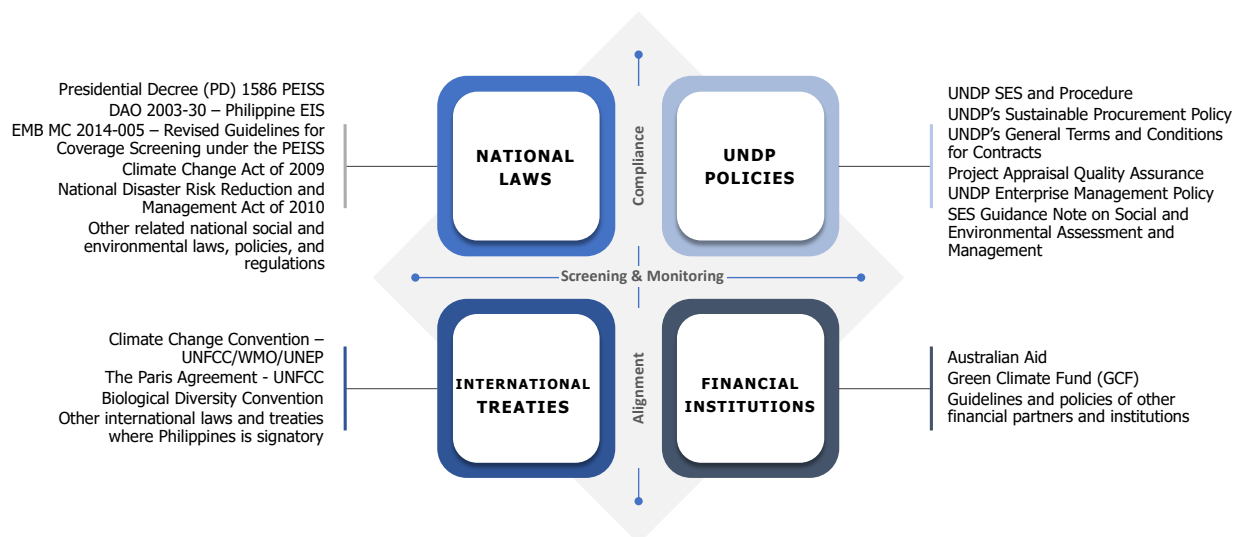 Presidential Decree (PD) 1586 PEISS
DAO 2003-30 – Philippine EIS
EMB MC 2014-005 – Revised Guidelines for
Coverage Screening under the PEISS
Climate Change Act of 2009
National Disaster Risk Reduction and
Management Act of 2010
Other related national social and
environmental laws, policies, and
regulations
NATIONAL
LAWS
Compliance
UNDP
POLICIES
UNDP SES and Procedure
UNDP's Sustainable Procurement Policy
UNDP's General Terms and Conditions
for Contracts
Project Appraisal Quality Assurance
UNDP Enterprise Management Policy
SES Guidance Note on Social and
Environmental Assessment and
Management
Screening & Monitoring
Climate Change Convention –
UNFCC/WMO/UNEP
The Paris Agreement - UNFCC
Biological Diversity Convention
Other international laws and treaties
where Philippines is signatory
INTERNATIONAL
TREATIES
Alignment
FINANCIAL
INSTITUTIONS
Australian Aid
Green Climate Fund (GCF)
Guidelines and policies of other
financial partners and institutions